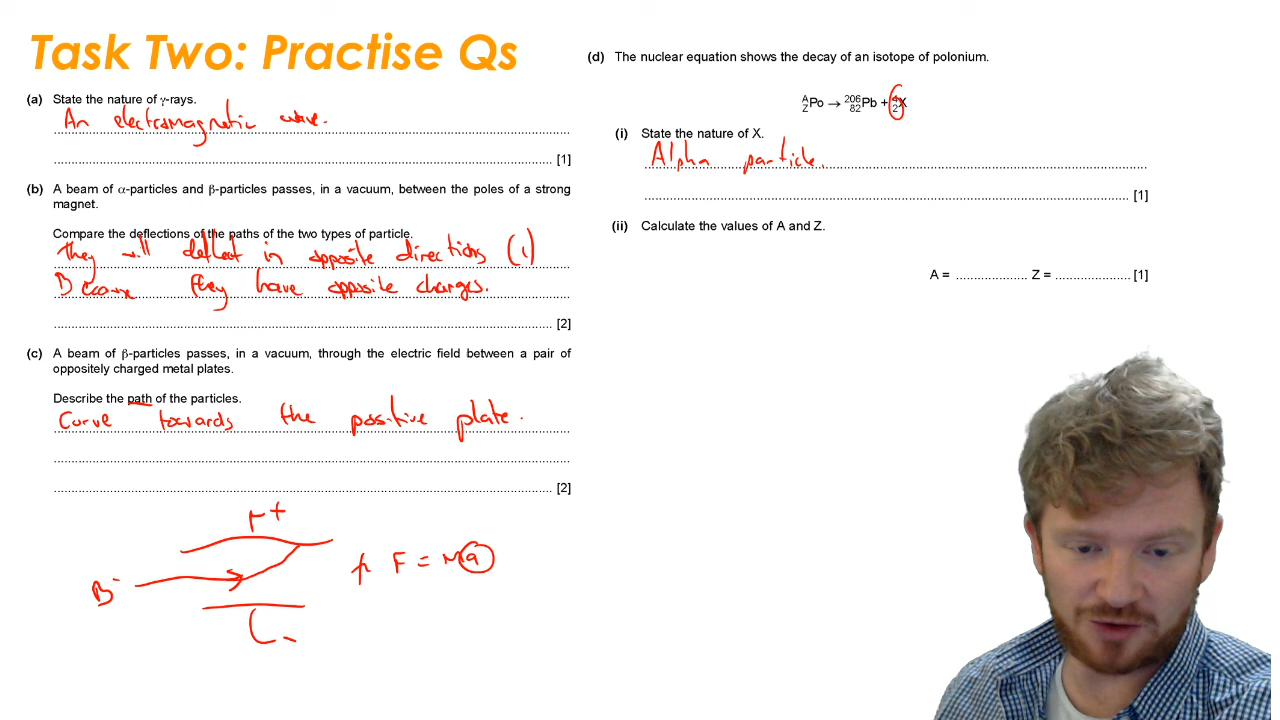 Task Two: Practise Qs
(a) State the nature of γ-rays.
An electromagnetic wave.
[1]
(b) A beam of α-particles and β-particles passes, in a vacuum, between the poles of a strong
magnet.
Compare the deflections of the paths of the two types of particle.
They will deflect in opposite directions (1)
Because they have opposite charges.
[2]
(c) A beam of β-particles passes, in a vacuum, through the electric field between a pair of
oppositely charged metal plates.
Describe the path of the particles.
Curve towards the positive plate.
[2]
+
B⁻
F = ma
-
(d) The nuclear equation shows the decay of an isotope of polonium.
ᴬ_ZPo → ²⁰⁶₈₂Pb + ⁴₂X
(i) State the nature of X.
Alpha particle.
[1]
(ii) Calculate the values of A and Z.
A = .................... Z = .................... [1]